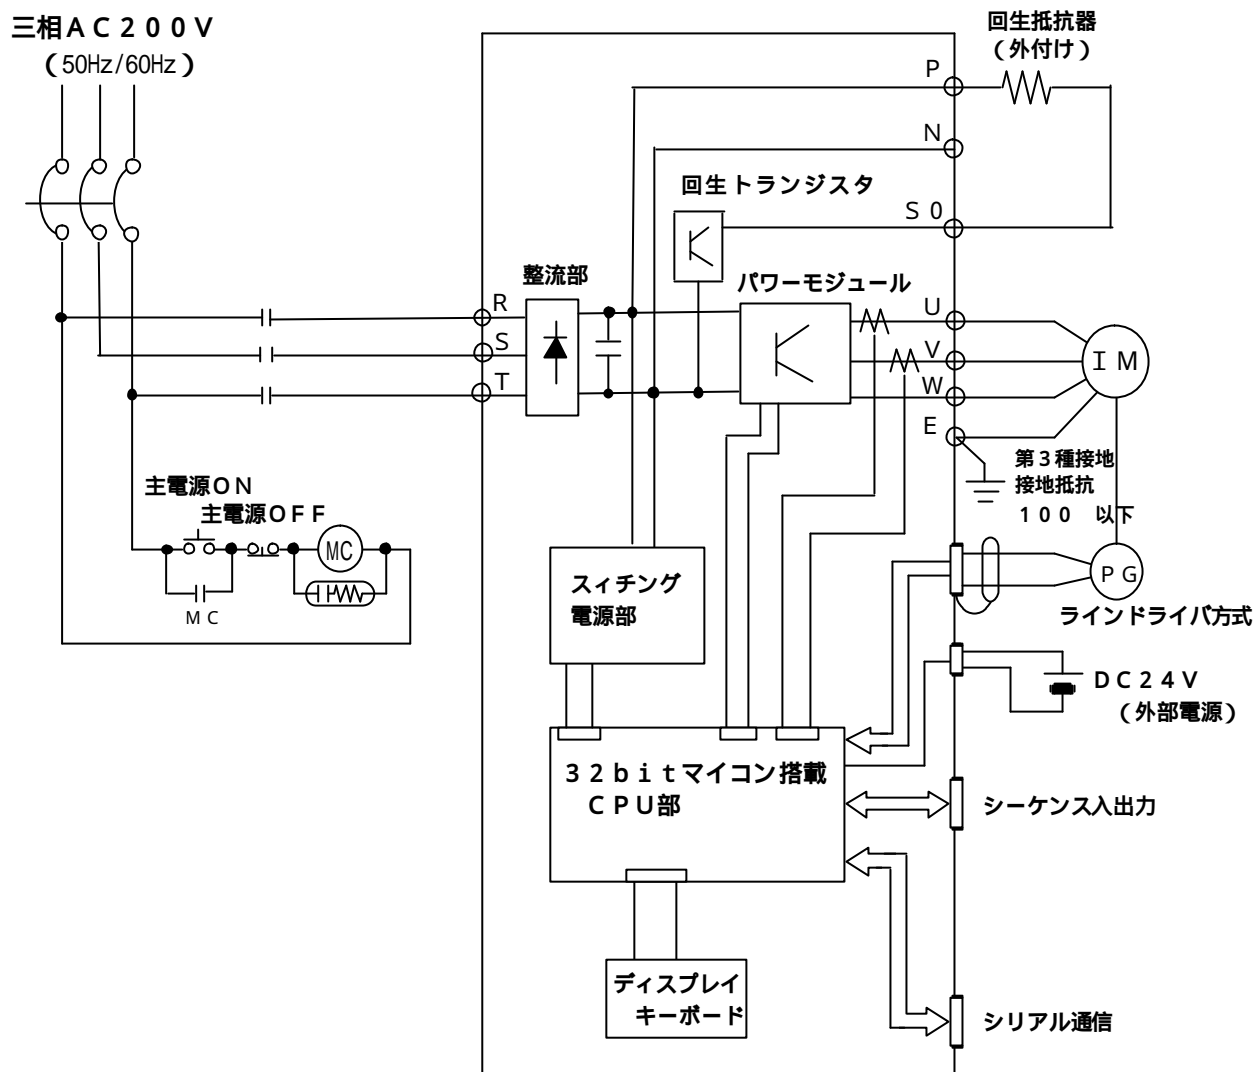 三相AC200V
(50Hz/60Hz)
回生抵抗器
(外付け)
P
N
回生トランジスタ
S0
整流部
パワーモジュール
R
S
T
U
V
W
E
IM
第3種接地
接地抵抗
100 以下
主電源ON
主電源OFF
MC
MC
スィチング
電源部
PG
ラインドライバ方式
DC24V
(外部電源)
32bitマイコン搭載
CPU部
シーケンス入出力
ディスプレイ
キーボード
シリアル通信